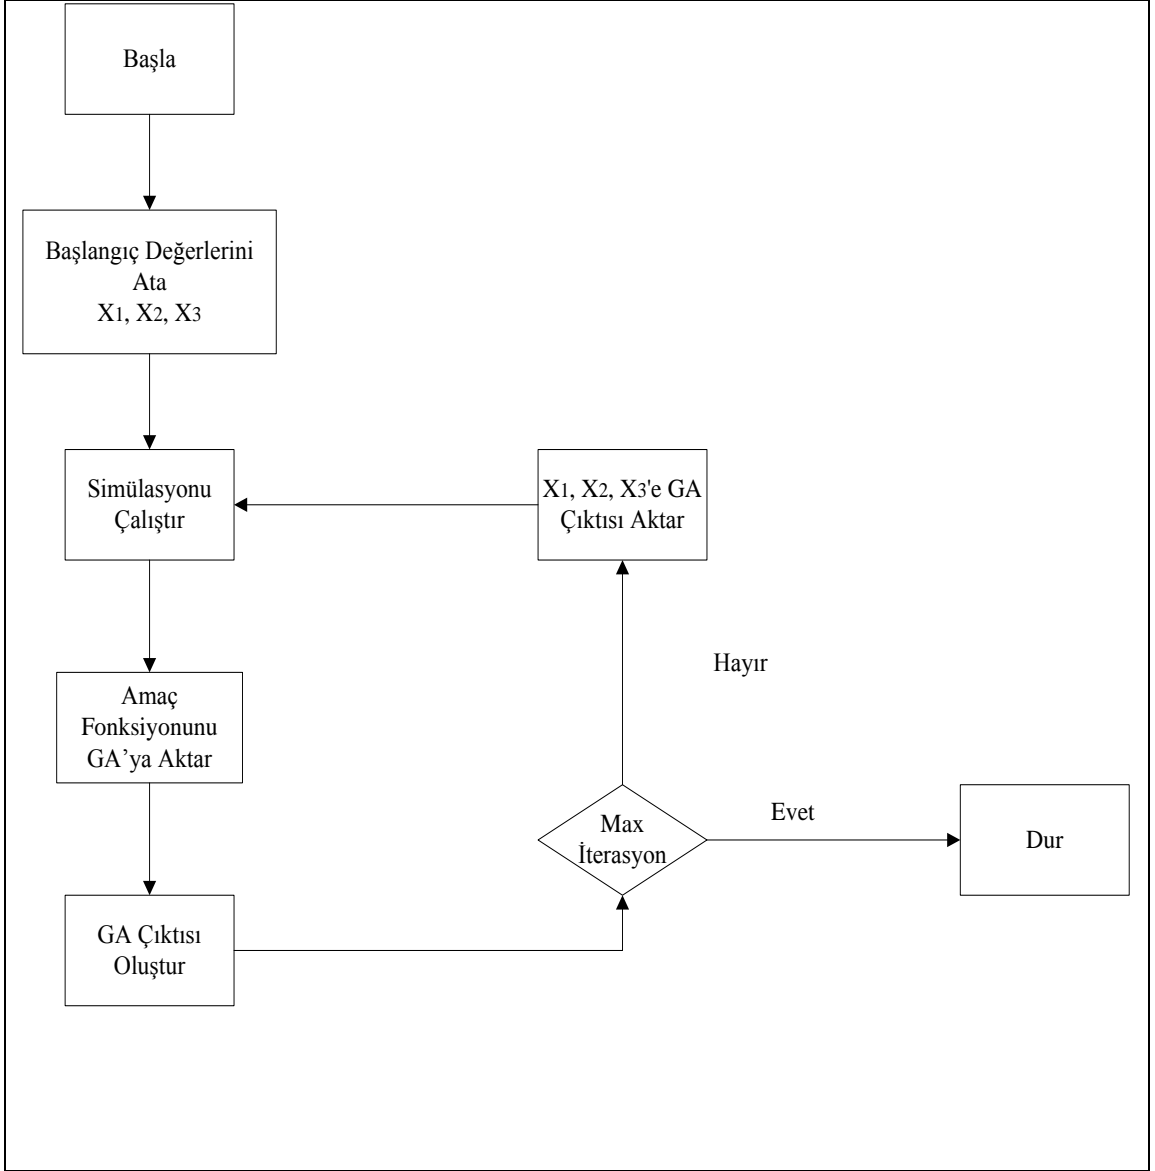 Başla
Başlangıç Değerlerini
Ata
X1, X2, X3
Simülasyonu
Çalıştır
X1, X2, X3'e GA
Çıktısı Aktar
Hayır
Amaç
Fonksiyonunu
GA’ya Aktar
Max
İterasyon
Evet
Dur
GA Çıktısı
Oluştur